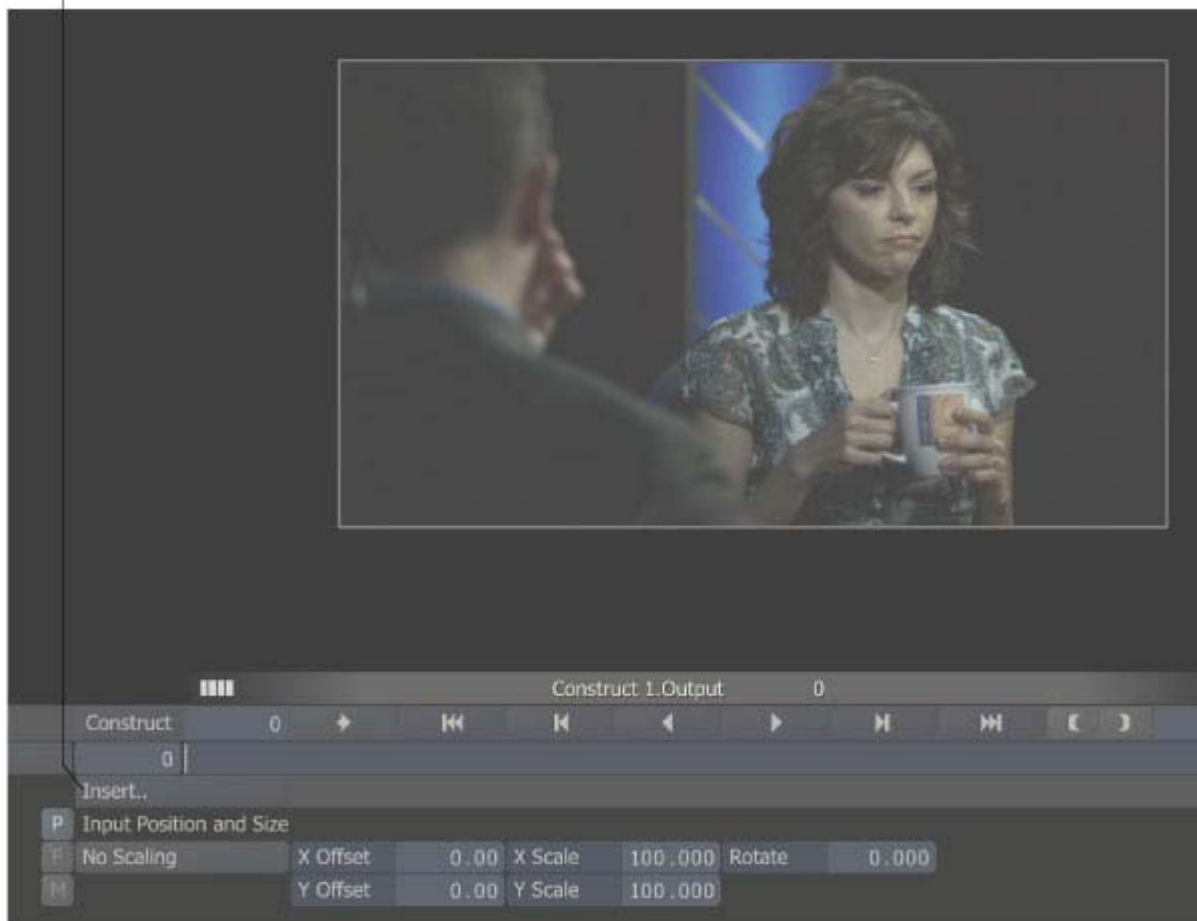 Construct 1.Output 0
Construct 0
0
Insert..
P Input Position and Size
F No Scaling X Offset 0.00 X Scale 100.000 Rotate 0.000
M Y Offset 0.00 Y Scale 100.000